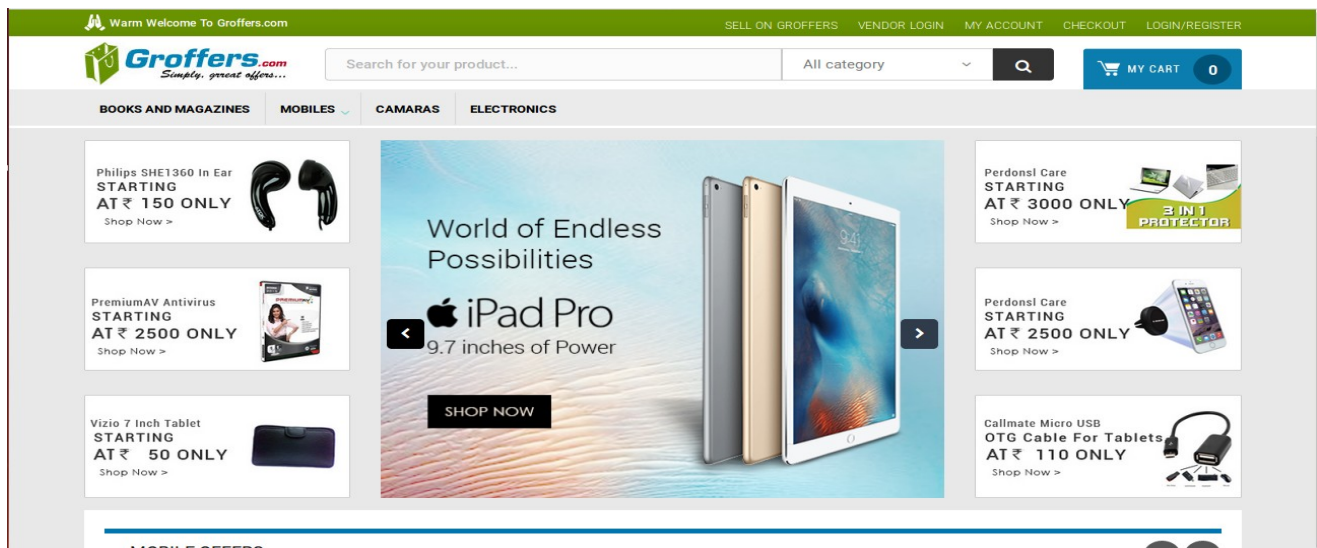 Warm Welcome To Groffers.com
SELL ON GROFFERS VENDOR LOGIN MY ACCOUNT CHECKOUT LOGIN/REGISTER
Groffers.com
Simply. grreat offers...
Search for your product...
All category
MY CART 0
BOOKS AND MAGAZINES MOBILES CAMARAS ELECTRONICS
Philips SHE1360 In Ear
STARTING
AT ₹ 150 ONLY
Shop Now >
PremiumAV Antivirus
STARTING
AT ₹ 2500 ONLY
Shop Now >
Vizio 7 Inch Tablet
STARTING
AT ₹ 50 ONLY
Shop Now >
World of Endless
Possibilities
iPad Pro
9.7 inches of Power
SHOP NOW
9:41
Perdonsl Care
STARTING
AT ₹ 3000 ONLY
Shop Now >
3 IN 1
PROTECTOR
Perdonsl Care
STARTING
AT ₹ 2500 ONLY
Shop Now >
Callmate Micro USB
OTG Cable For Tablets
AT ₹ 110 ONLY
Shop Now >
MOBILE OFFERS